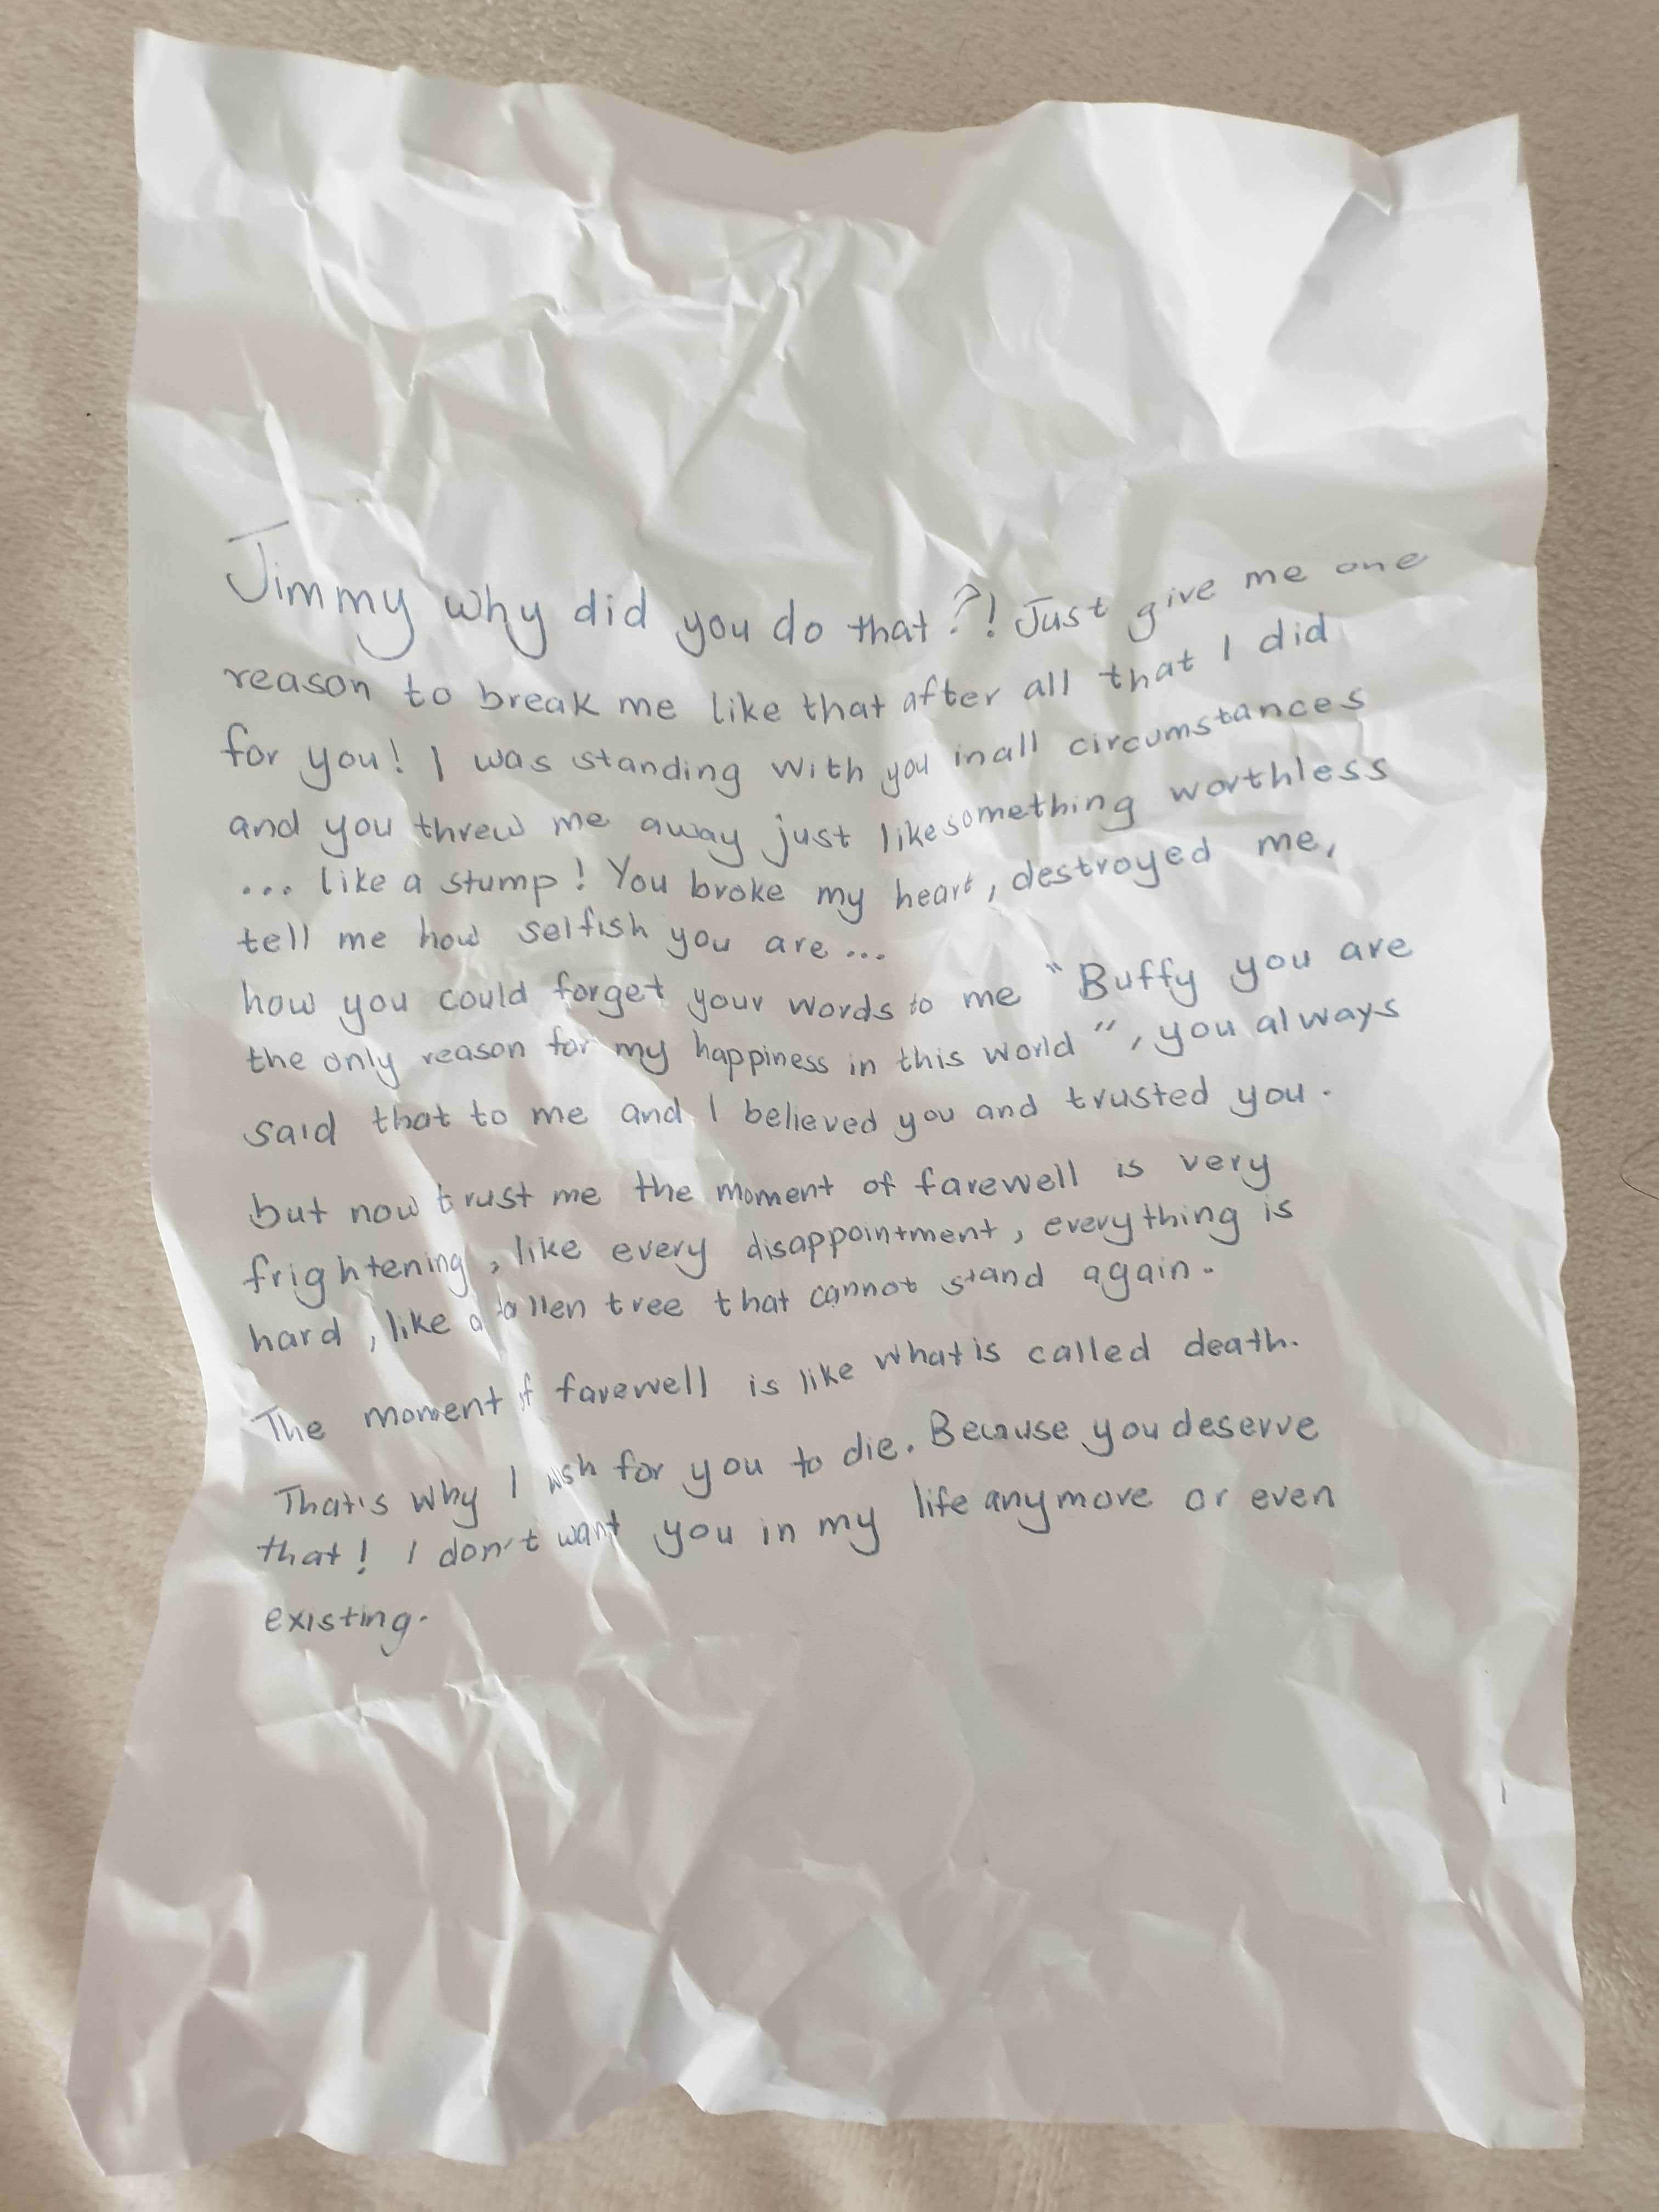 Jimmy why did you do that?! Just give me one
reason to break me like that after all that I did
for you! I was standing with you in all circumstances
and you threw me away just like something worthless
... like a stump! You broke my heart, destroyed me,
tell me how selfish you are...
how you could forget your words to me "Buffy you are
the only reason for my happiness in this world", you always
said that to me and I believed you and trusted you.
but now trust me the moment of farewell is very
frightening, like every disappointment, everything is
hard, like a fallen tree that cannot stand again.
The moment of farewell is like what is called death.
That's why I wish for you to die. Because you deserve
that! I don't want you in my life anymore or even
existing.